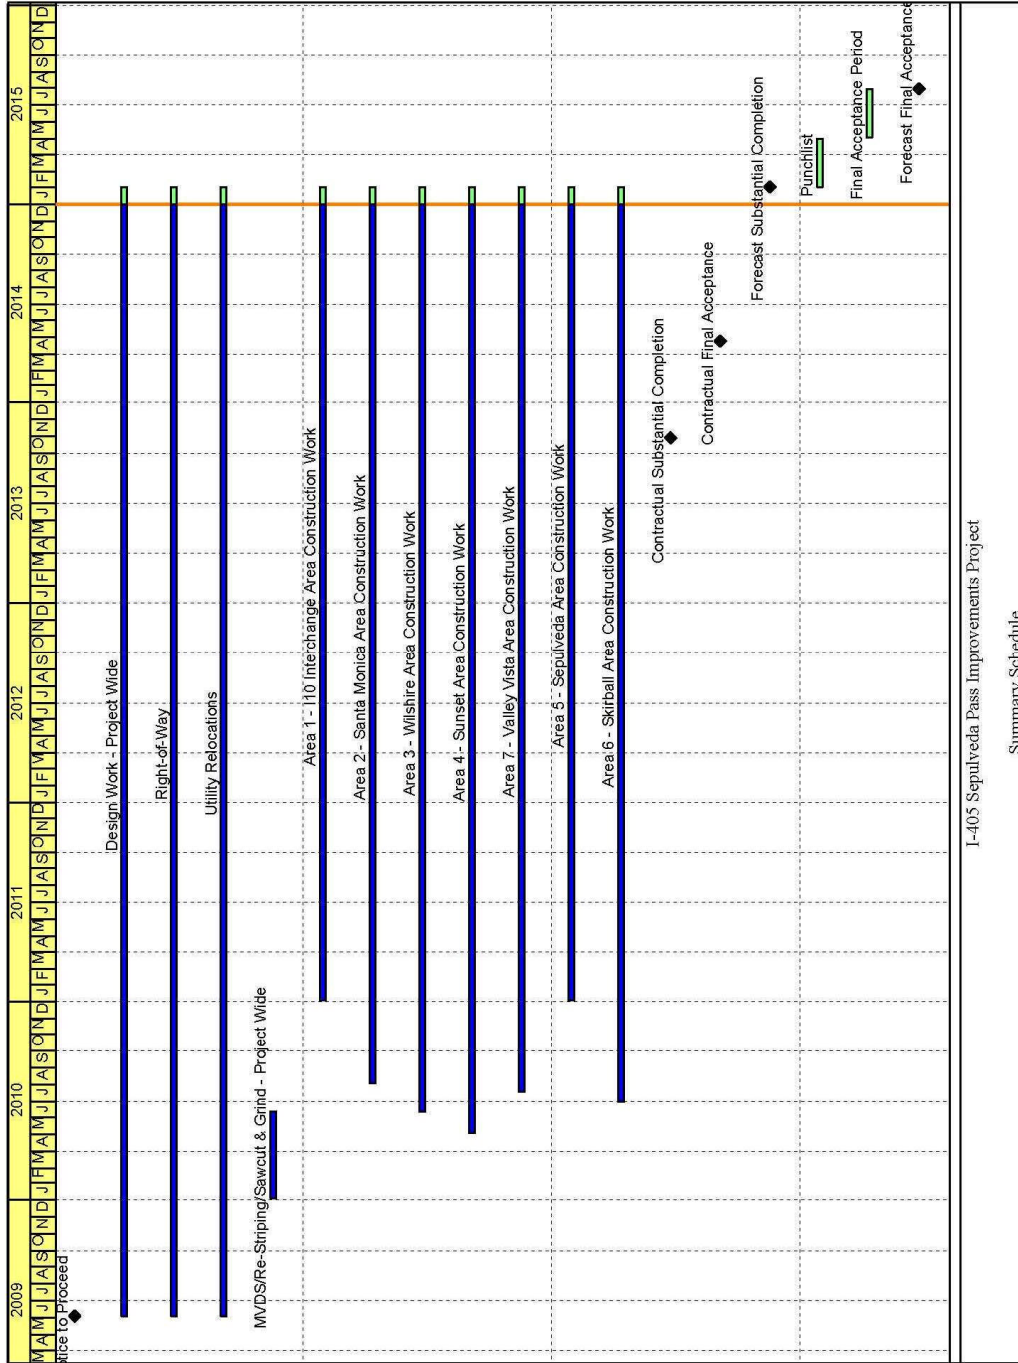 2009 2010 2011 2012 2013 2014 2015
M A M J J A S O N D J F M A M J J A S O N D J F M A M J J A S O N D J F M A M J J A S O N D J F M A M J J A S O N D J F M A M J J A S O N D J F M A M J J A S O N D
tice to Proceed
Design Work - Project Wide
Right-of-Way
Utility Relocations
MVDS/Re-Striping/Sawcut & Grind - Project Wide
Area 1 - I10 Interchange Area Construction Work
Area 2 - Santa Monica Area Construction Work
Area 3 - Wilshire Area Construction Work
Area 4 - Sunset Area Construction Work
Area 7 - Valley Vista Area Construction Work
Area 5 - Sepulveda Area Construction Work
Area 6 - Skirball Area Construction Work
Contractual Substantial Completion
Contractual Final Acceptance
Forecast Substantial Completion
Punchlist
Final Acceptance Period
Forecast Final Acceptance
I-405 Sepulveda Pass Improvements Project
Summary Schedule